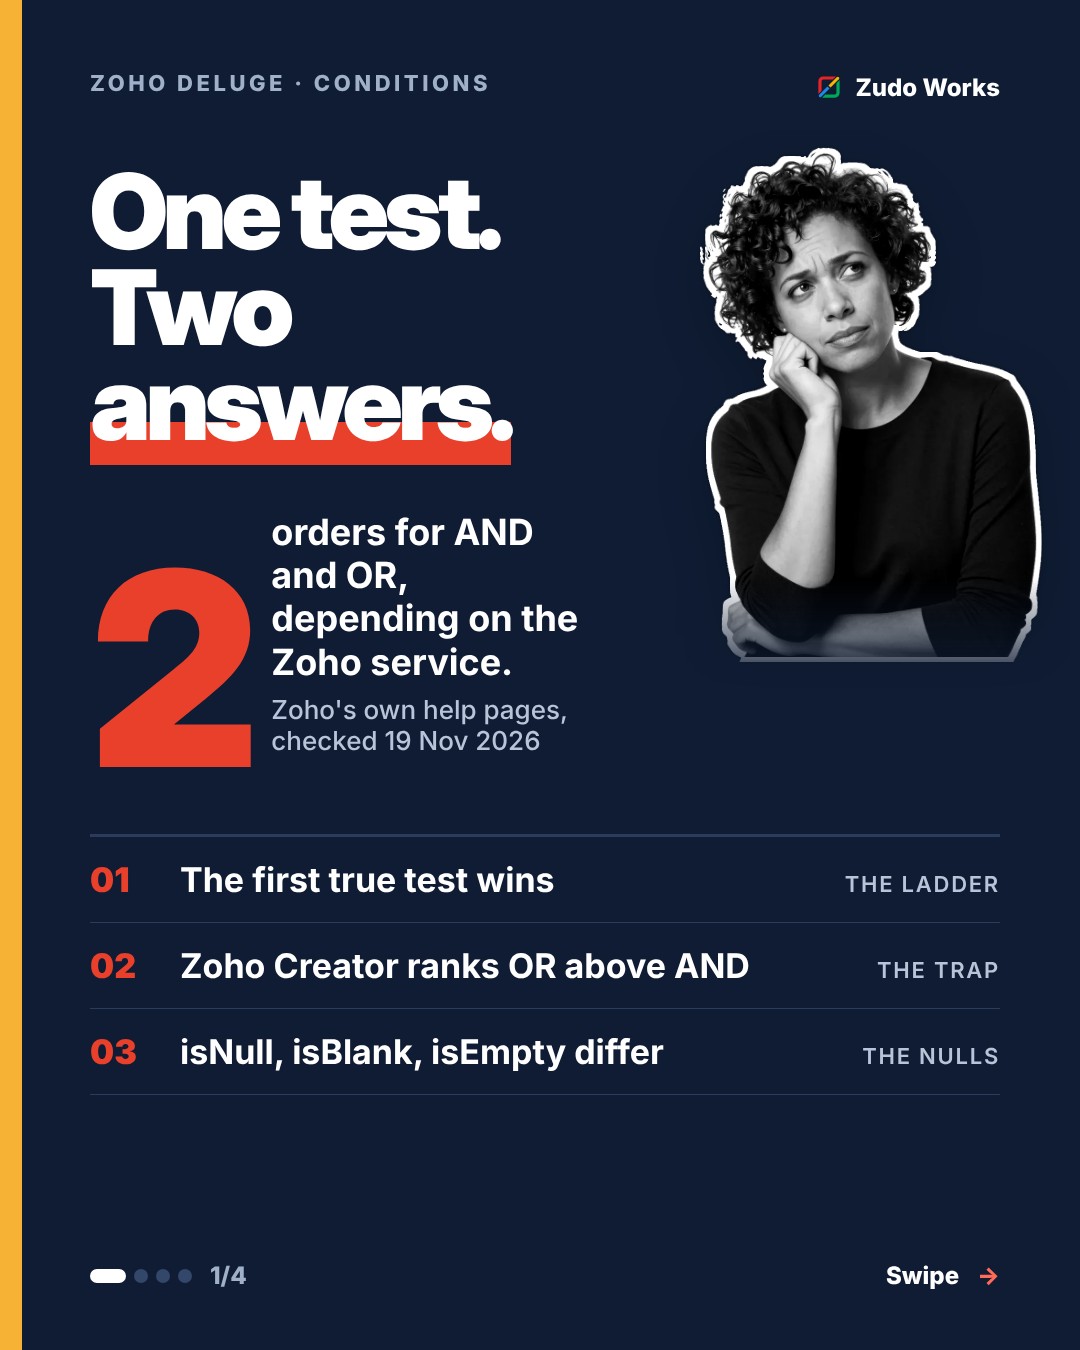 ZOHO DELUGE · CONDITIONS
Zudo Works
One test.
Two
answers.
2
orders for AND
and OR,
depending on the
Zoho service.
Zoho's own help pages,
checked 19 Nov 2026
01 The first true test wins THE LADDER
02 Zoho Creator ranks OR above AND THE TRAP
03 isNull, isBlank, isEmpty differ THE NULLS
1/4
Swipe →